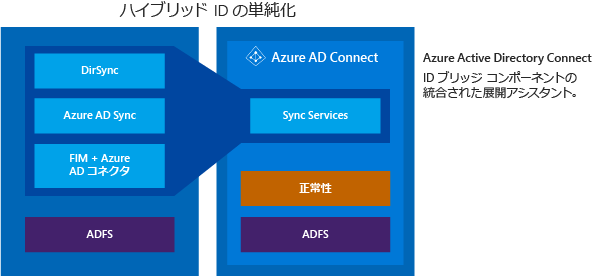 ハイブリッド ID の単純化
DirSync
Azure AD Sync
FIM + Azure
AD コネクタ
ADFS
Azure AD Connect
Sync Services
正常性
ADFS
Azure Active Directory Connect
ID ブリッジ コンポーネントの
統合された展開アシスタント。